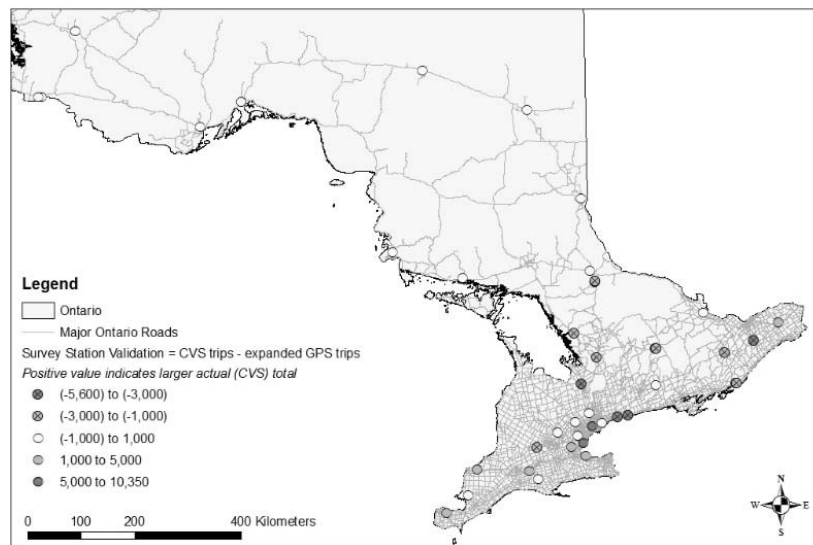 Legend
Ontario
Major Ontario Roads
Survey Station Validation = CVS trips - expanded GPS trips
Positive value indicates larger actual (CVS) total
(-5,600) to (-3,000)
(-3,000) to (-1,000)
(-1,000) to 1,000
1,000 to 5,000
5,000 to 10,350
0 100 200 400 Kilometers
N
W E
S